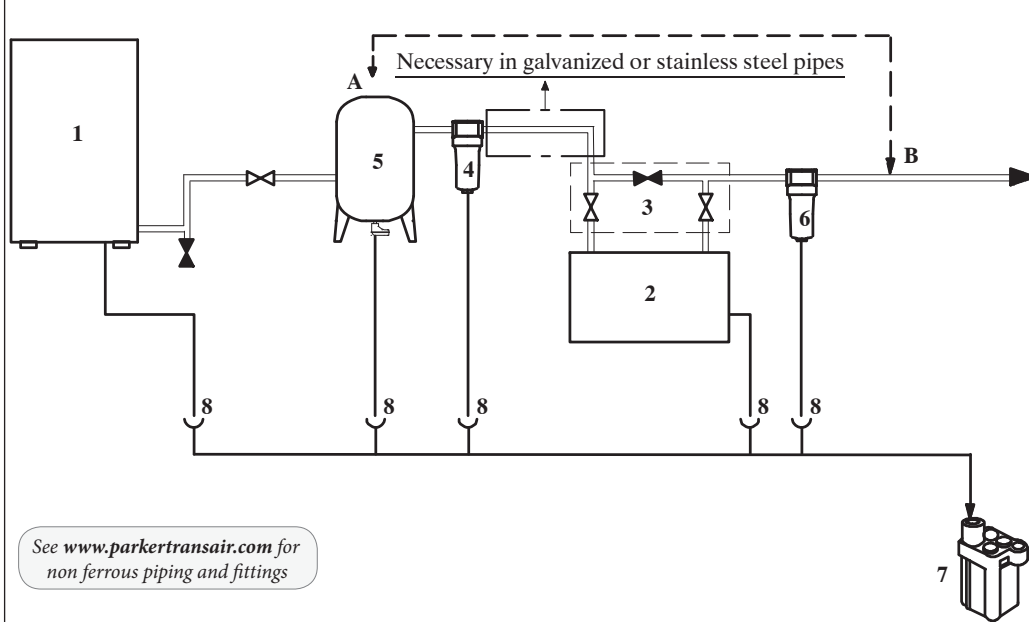 Necessary in galvanized or stainless steel pipes
A
B
1
5
4
3
6
2
8
8
8
8
8
7
See www.parkertransair.com for
non ferrous piping and fittings